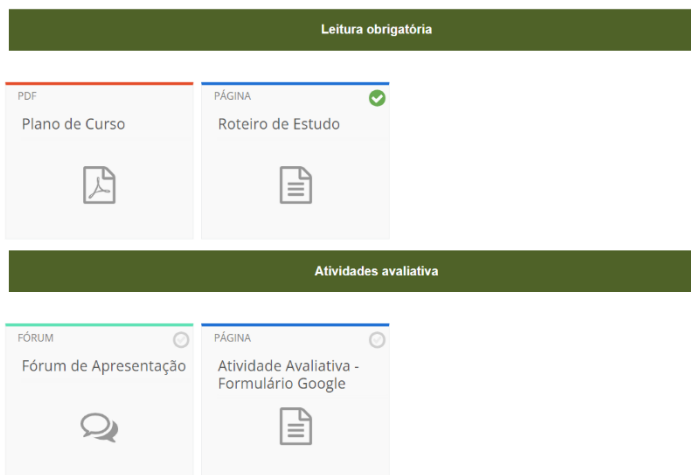 Leitura obrigatória
PDF
Plano de Curso
PÁGINA
Roteiro de Estudo
Atividades avaliativa
FÓRUM
Fórum de Apresentação
PÁGINA
Atividade Avaliativa -
Formulário Google